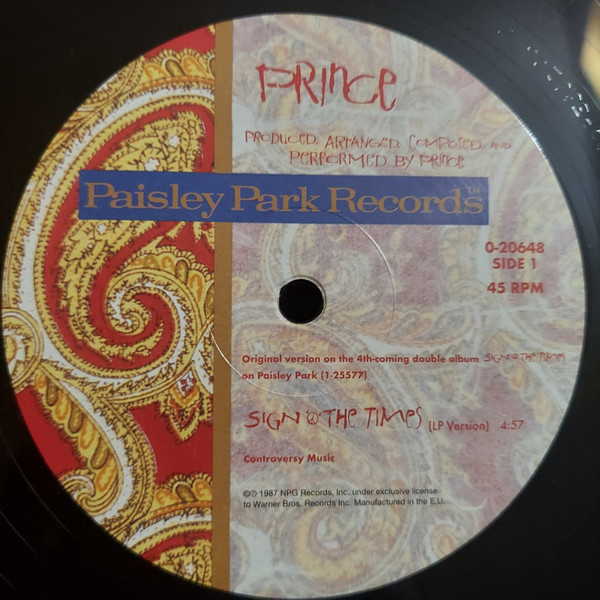 PRINCE
PRODUCED, ARRANGED, COMPOSED, AND
PERFORMED BY PRINCE
Paisley Park Records™
0-20648
SIDE 1
45 RPM
Original version on the 4th-coming double album SIGN ☮ THE TIMES
on Paisley Park (1-25577)
SIGN ☮ THE TIMES (LP Version) 4:57
Controversy Music
©℗ 1987 NPG Records, Inc. under exclusive license
to Warner Bros. Records Inc. Manufactured in the E.U.